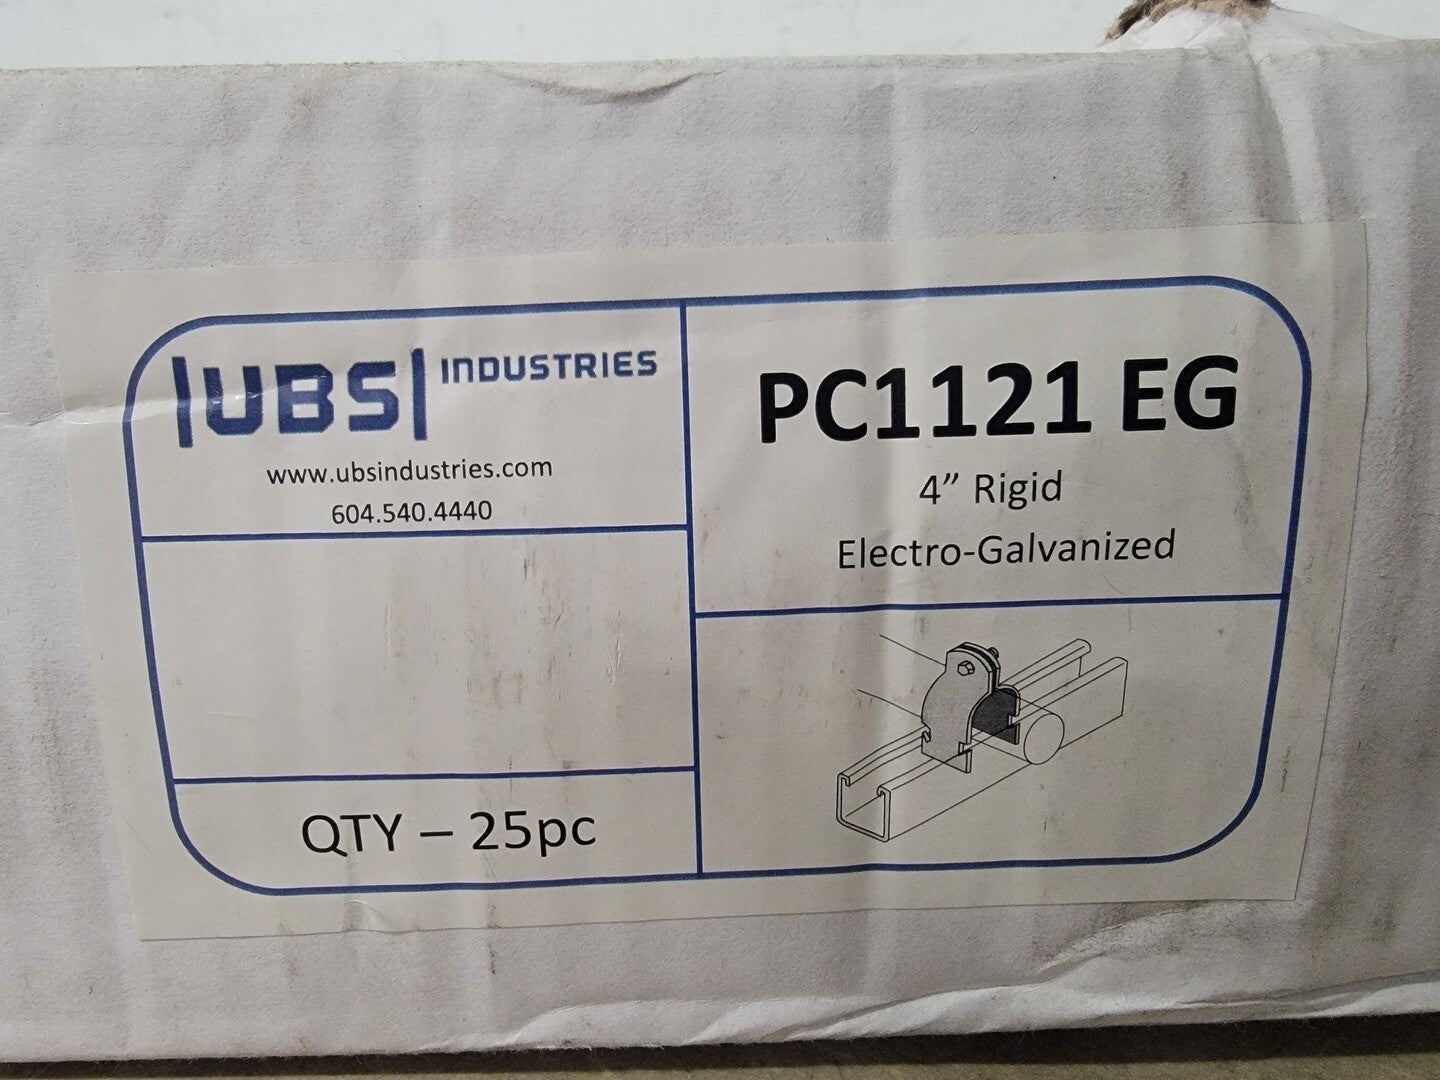 |UBS| INDUSTRIES
www.ubsindustries.com
604.540.4440
PC1121 EG
4” Rigid
Electro-Galvanized
QTY – 25pc